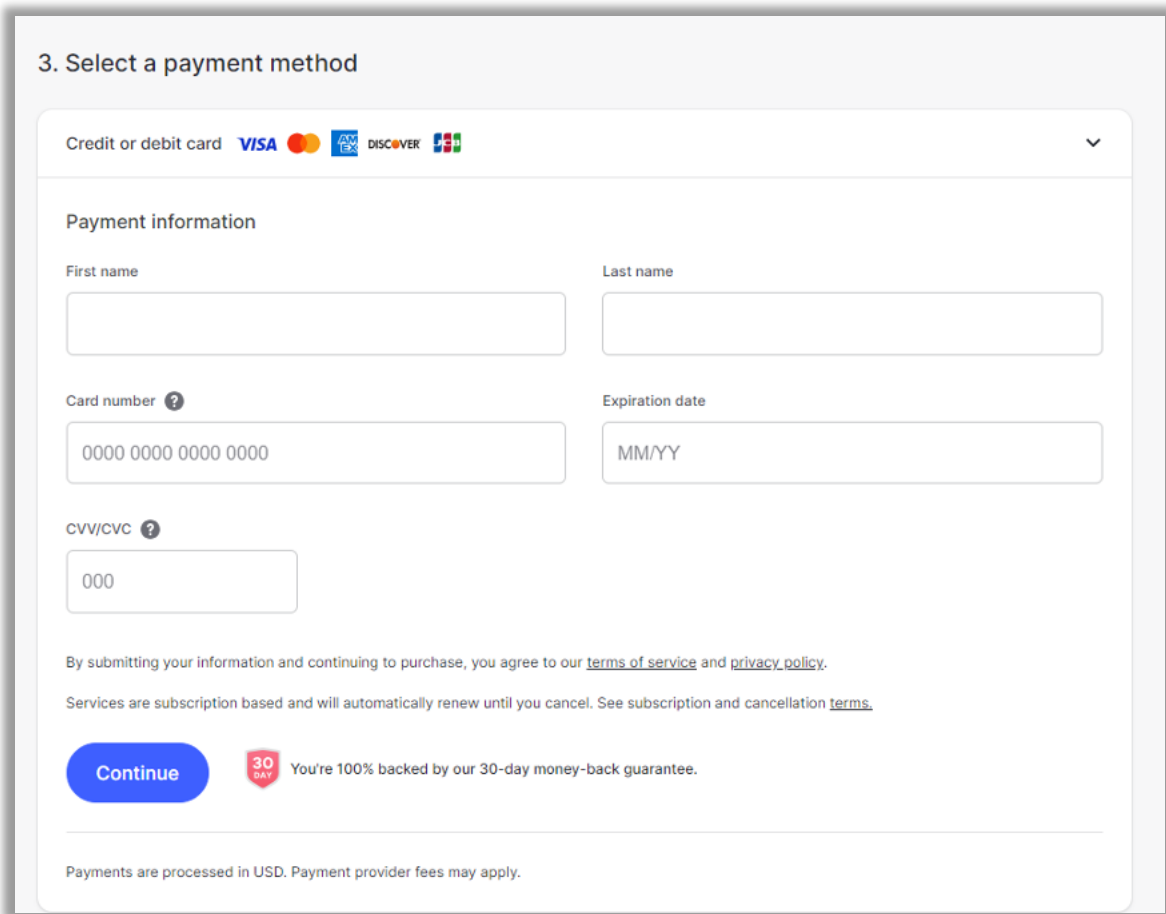 3. Select a payment method
Credit or debit card VISA AMEX DISCOVER JCB
Payment information
First name Last name
Card number ? Expiration date
0000 0000 0000 0000 MM/YY
CVV/CVC ?
000
By submitting your information and continuing to purchase, you agree to our terms of service and privacy policy.
Services are subscription based and will automatically renew until you cancel. See subscription and cancellation terms.
Continue 30 DAY You're 100% backed by our 30-day money-back guarantee.
Payments are processed in USD. Payment provider fees may apply.